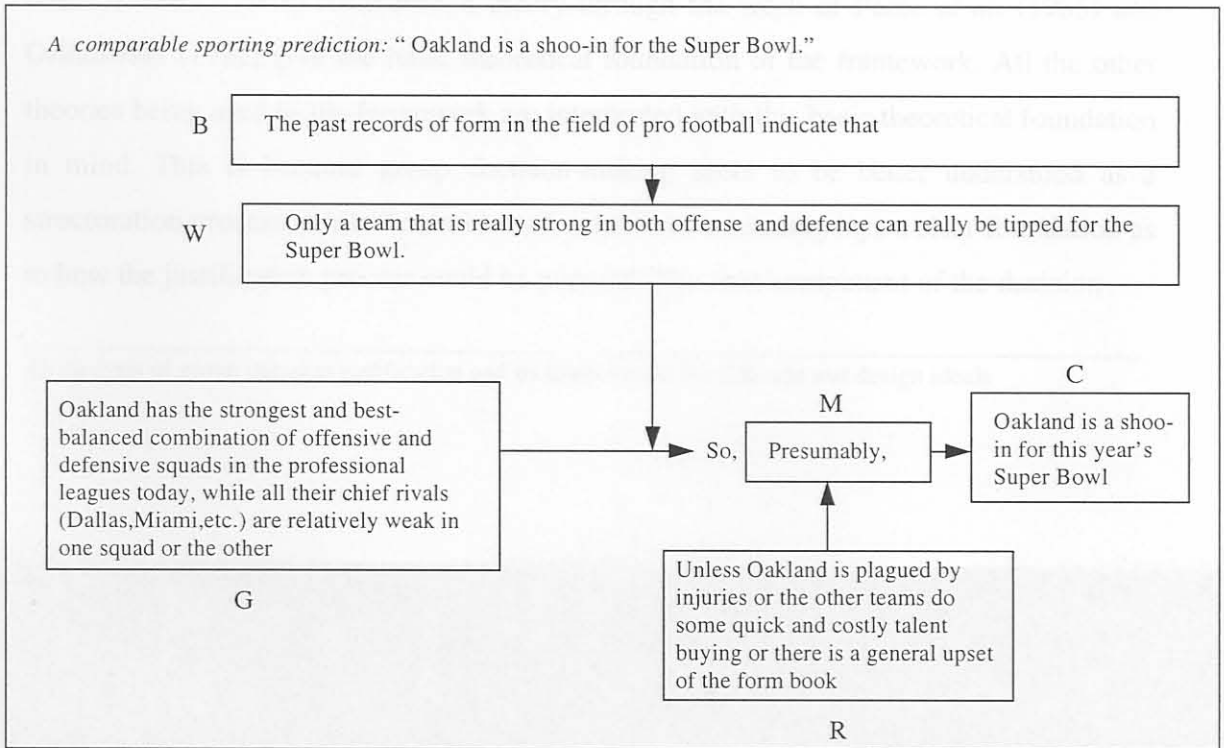 A comparable sporting prediction: “ Oakland is a shoo-in for the Super Bowl.”
B
The past records of form in the field of pro football indicate that
W
Only a team that is really strong in both offense and defence can really be tipped for the
Super Bowl.
C
M
Oakland has the strongest and best-
balanced combination of offensive and
defensive squads in the professional
leagues today, while all their chief rivals
(Dallas,Miami,etc.) are relatively weak in
one squad or the other
So,
Presumably,
Oakland is a shoo-
in for this year’s
Super Bowl
G
Unless Oakland is plagued by
injuries or the other teams do
some quick and costly talent
buying or there is a general upset
of the form book
R